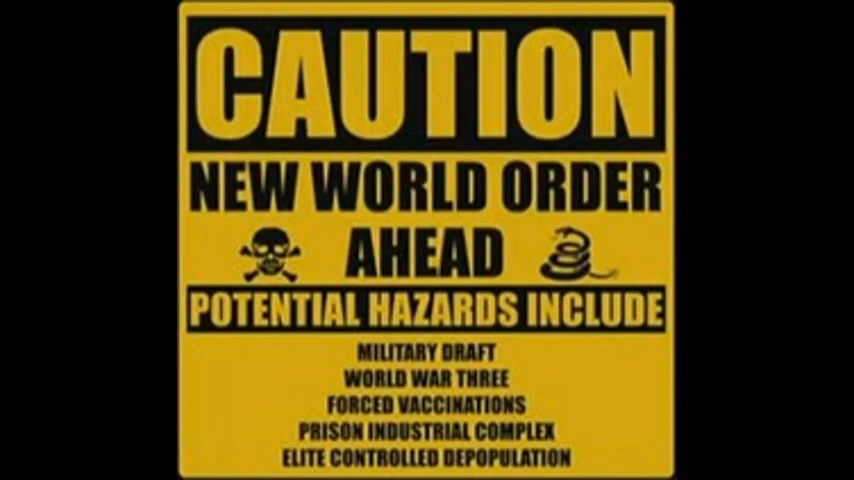 CAUTION
NEW WORLD ORDER
AHEAD
POTENTIAL HAZARDS INCLUDE
MILITARY DRAFT
WORLD WAR THREE
FORCED VACCINATIONS
PRISON INDUSTRIAL COMPLEX
ELITE CONTROLLED DEPOPULATION